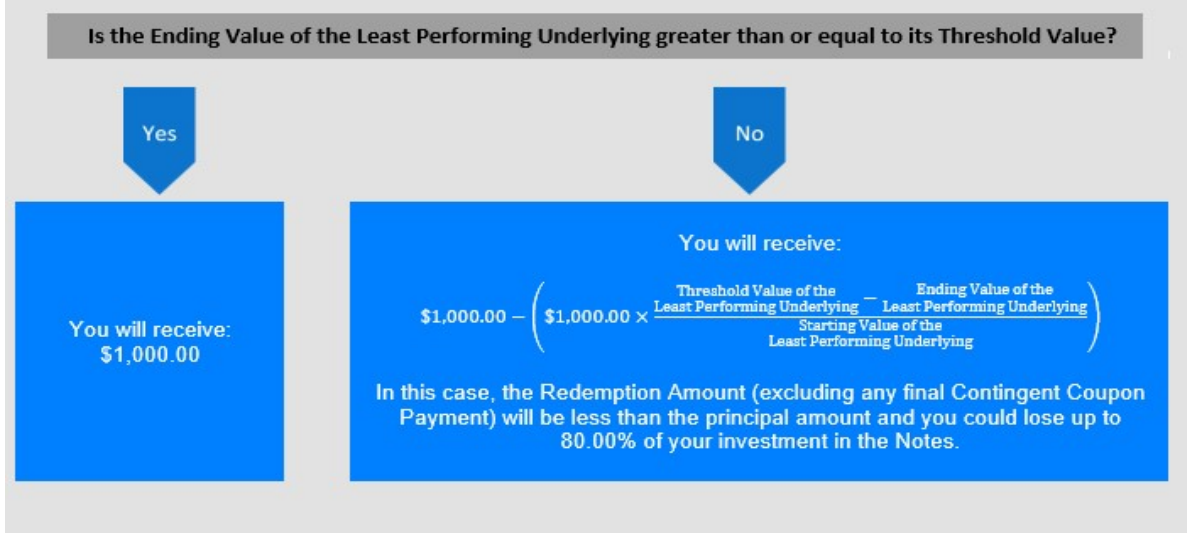 Is the Ending Value of the Least Performing Underlying greater than or equal to its Threshold Value?
Yes
No
You will receive:
$1,000.00
You will receive:
$1,000.00 − ( $1,000.00 × (Threshold Value of the Least Performing Underlying − Ending Value of the Least Performing Underlying) / Starting Value of the Least Performing Underlying )
In this case, the Redemption Amount (excluding any final Contingent Coupon
Payment) will be less than the principal amount and you could lose up to
80.00% of your investment in the Notes.